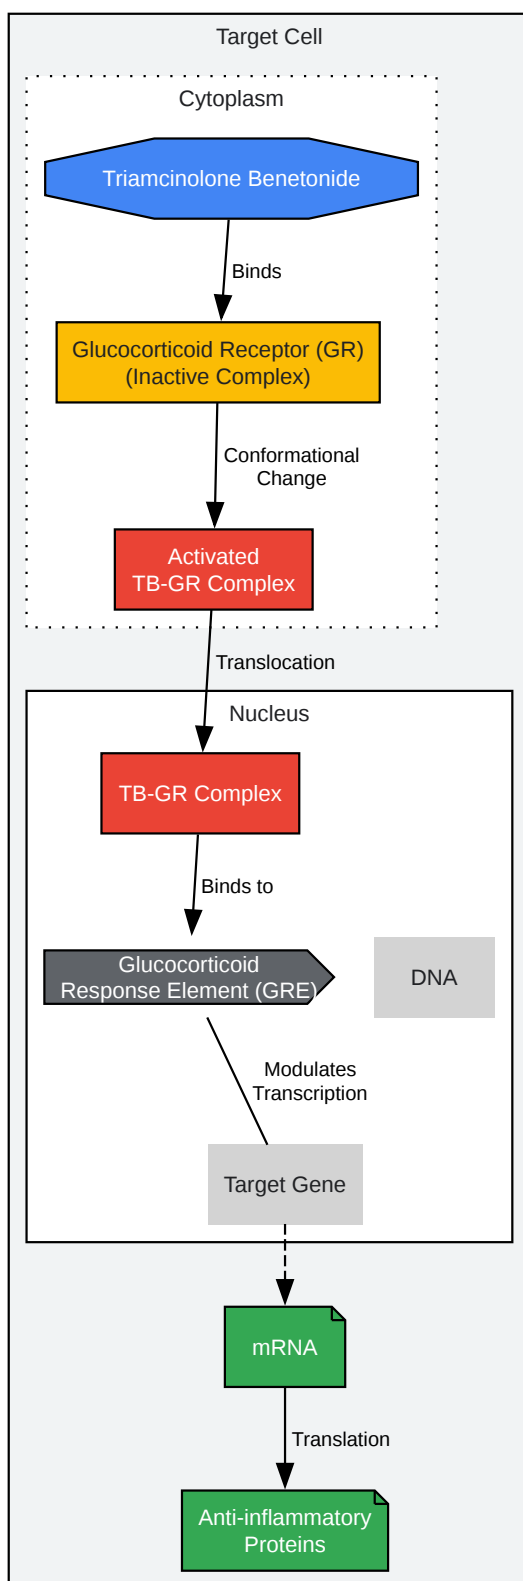 Target Cell
Cytoplasm
Triamcinolone Benetonide
Binds
Glucocorticoid Receptor (GR)
(Inactive Complex)
Conformational
Change
Activated
TB-GR Complex
Translocation
Nucleus
TB-GR Complex
Binds to
Glucocorticoid
Response Element (GRE)
DNA
Modulates
Transcription
Target Gene
mRNA
Translation
Anti-inflammatory
Proteins